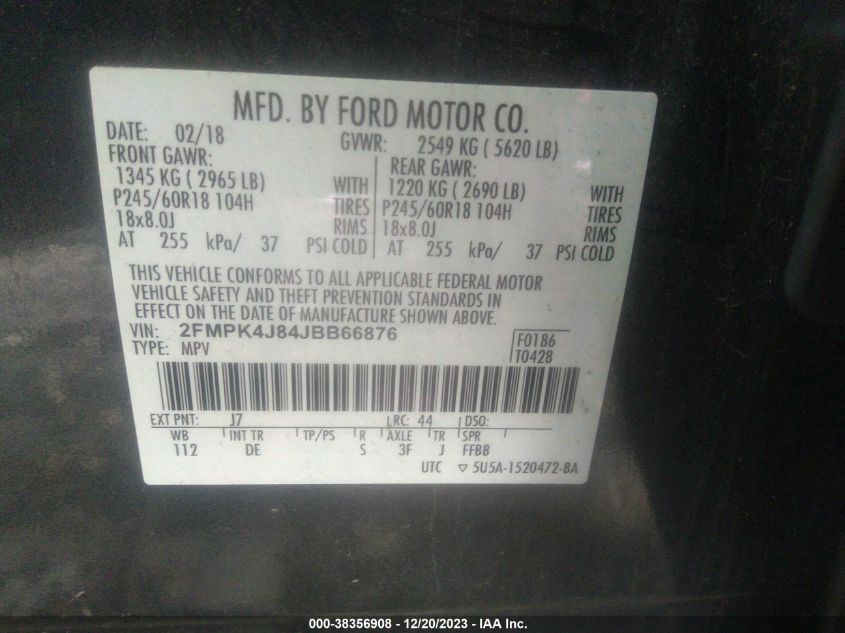 MFD. BY FORD MOTOR CO.
DATE: 02/18 GVWR: 2549 KG ( 5620 LB)
FRONT GAWR: REAR GAWR:
1345 KG ( 2965 LB) WITH 1220 KG ( 2690 LB) WITH
P245/60R18 104H TIRES P245/60R18 104H TIRES
18x8.0J RIMS 18x8.0J RIMS
AT 255 kPa/ 37 PSI COLD AT 255 kPa/ 37 PSI COLD
THIS VEHICLE CONFORMS TO ALL APPLICABLE FEDERAL MOTOR
VEHICLE SAFETY AND THEFT PREVENTION STANDARDS IN
EFFECT ON THE DATE OF MANUFACTURE SHOWN ABOVE.
VIN: 2FMPK4J84JBB66876 F0186
TYPE: MPV T0428
EXT PNT: J7 LRC: 44 DSO:
WB INT TR TP/PS R AXLE TR SPR
112 DE S 3F J FFBB
UTC ▽ 5U5A-1520472-BA
000-38356908 - 12/20/2023 - IAA Inc.